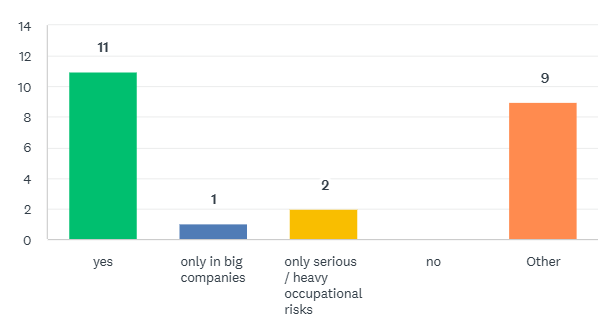 14
12
10
8
6
4
2
0
11
1
2
9
yes
only in big
companies
only serious
/ heavy
occupational
risks
no
Other